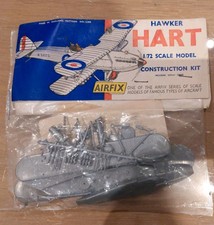 HAWKER
HART
1:72 SCALE MODEL
CONSTRUCTION KIT
AIRFIX
ONE OF THE AIRFIX SERIES OF SCALE
MODELS OF FAMOUS TYPES OF AIRCRAFT